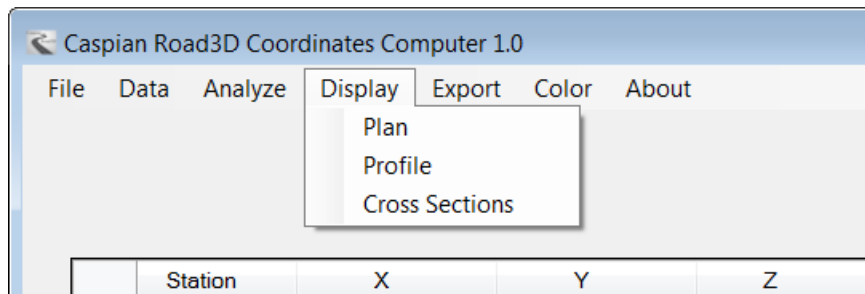 Caspian Road3D Coordinates Computer 1.0
File Data Analyze Display Export Color About
Plan
Profile
Cross Sections
Station X Y Z